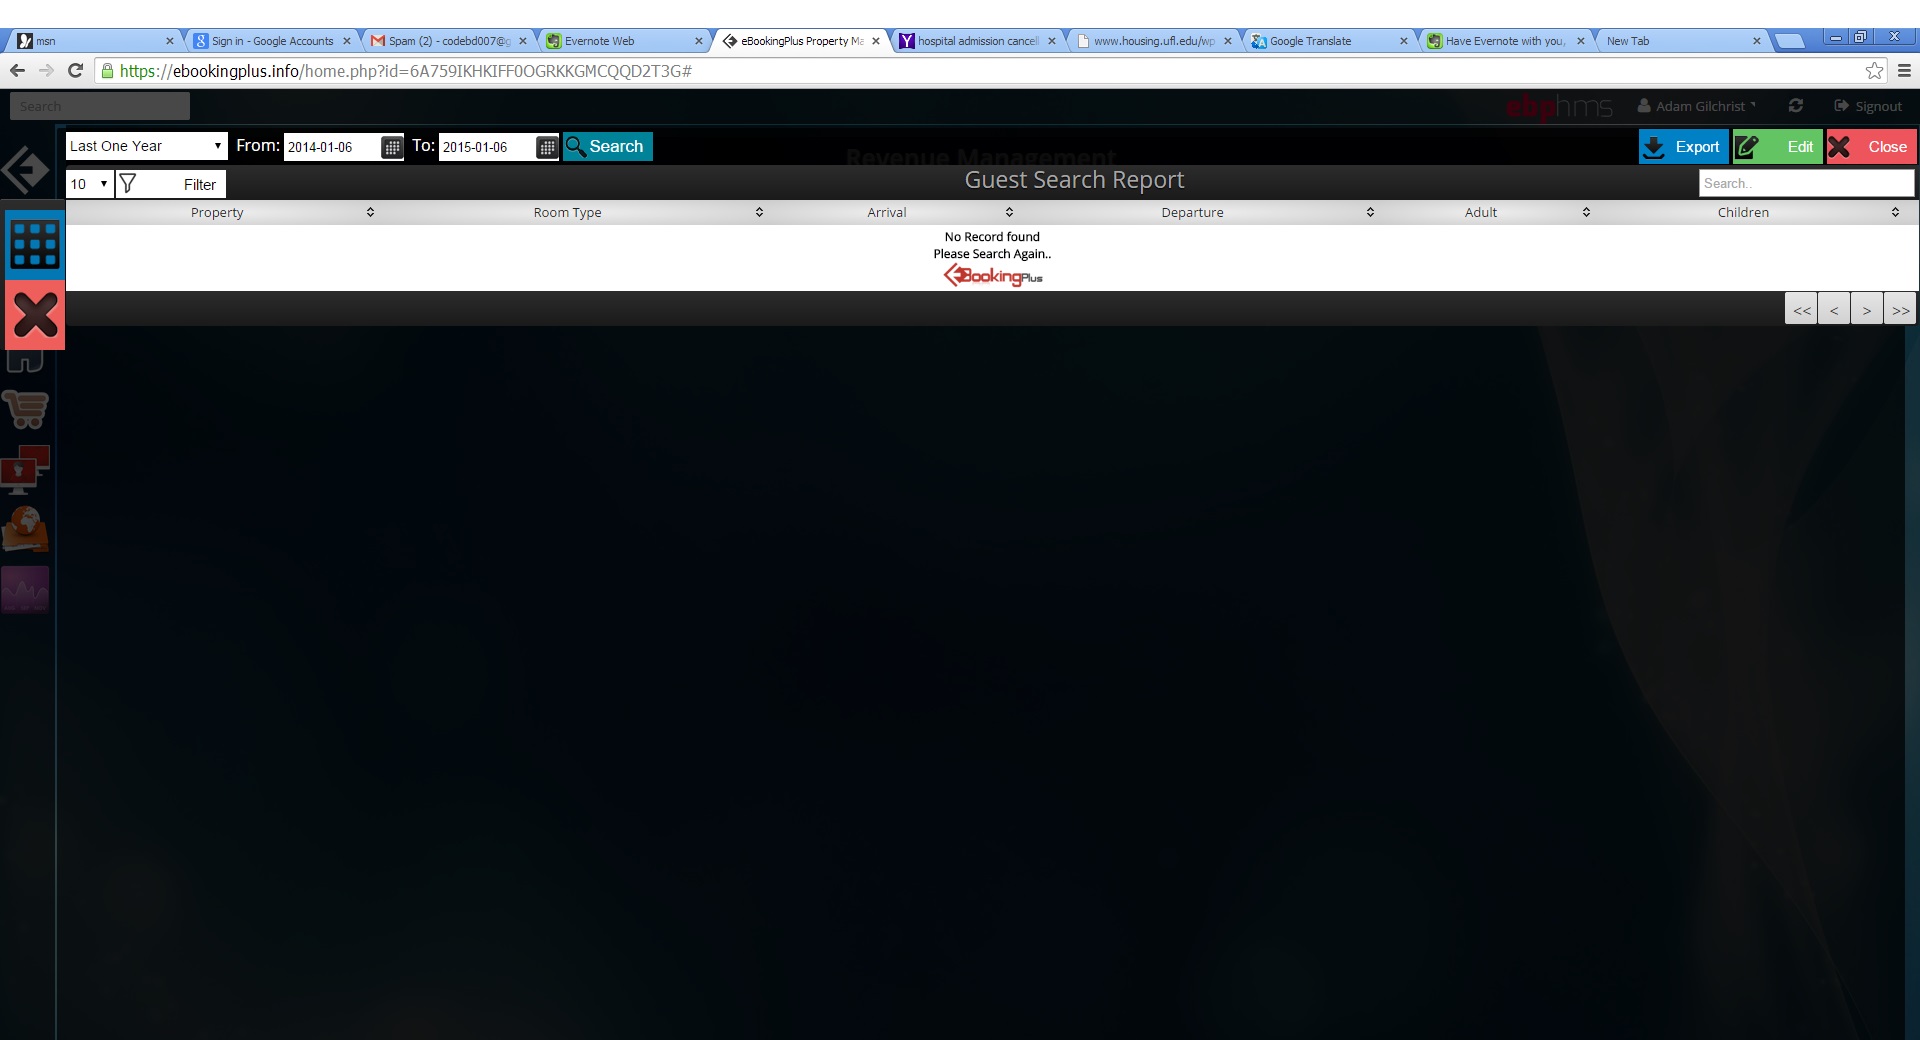 msn
Sign in - Google Accounts
Spam (2) - codebd007@g
Evernote Web
eBookingPlus Property Ma
hospital admission cancell
www.housing.ufl.edu/wp
Google Translate
Have Evernote with you,
New Tab
https://ebookingplus.info/home.php?id=6A759IKHKIFF0OGRKKGMCQQD2T3G#
Search
ebphms
Adam Gilchrist
Signout
Last One Year
From:
2014-01-06
To:
2015-01-06
Search
Revenue Management
Export
Edit
Close
10
Filter
Guest Search Report
Search..
Property
Room Type
Arrival
Departure
Adult
Children
No Record found
Please Search Again..
eBookingPlus
<<
<
>
>>